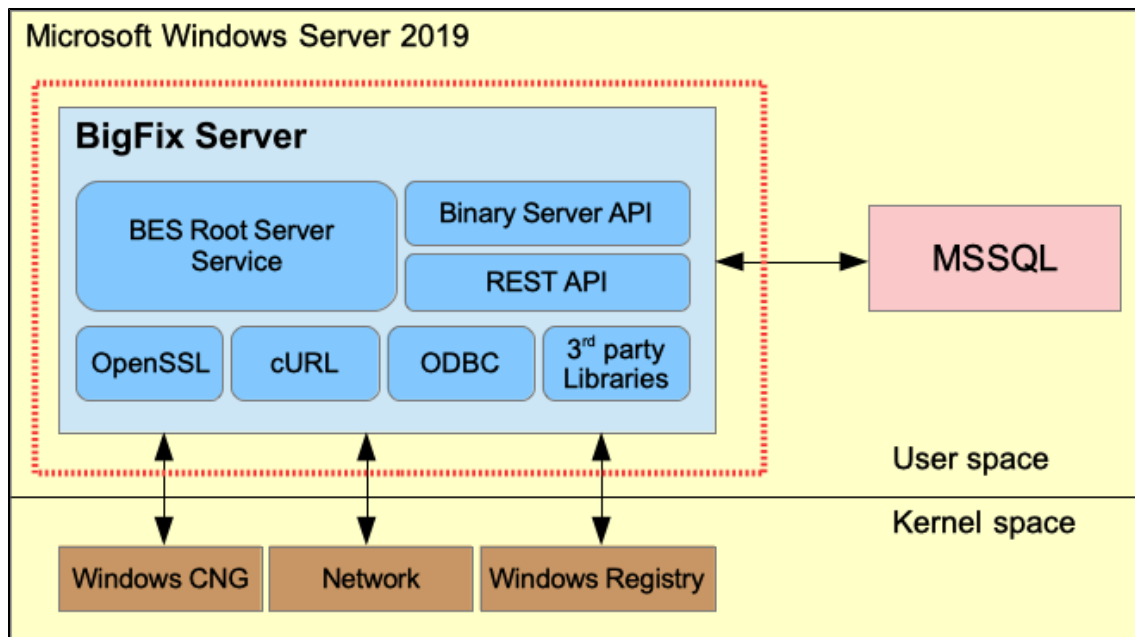 Microsoft Windows Server 2019
BigFix Server
BES Root Server
Service
Binary Server API
REST API
MSSQL
OpenSSL
cURL
ODBC
3rd party
Libraries
User space
Kernel space
Windows CNG
Network
Windows Registry